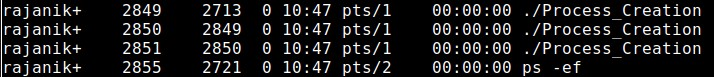 rajanik+ 2849 2713 0 10:47 pts/1 00:00:00 ./Process_Creation
rajanik+ 2850 2849 0 10:47 pts/1 00:00:00 ./Process_Creation
rajanik+ 2851 2850 0 10:47 pts/1 00:00:00 ./Process_Creation
rajanik+ 2855 2721 0 10:47 pts/2 00:00:00 ps -ef